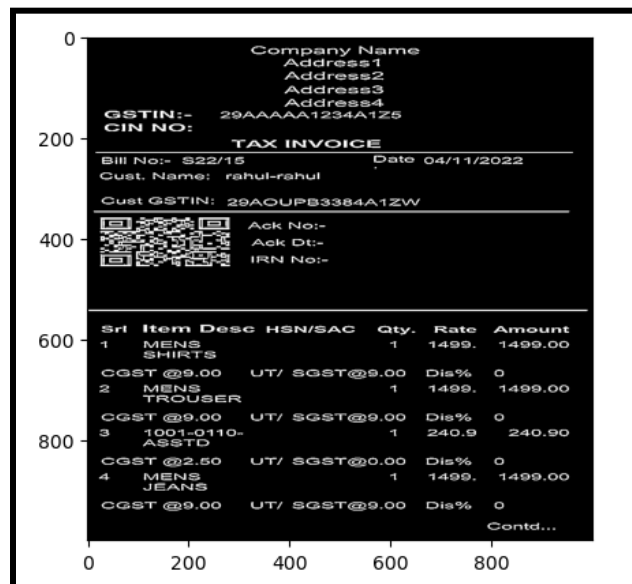 Company Name
Address1
Address2
Address3
Address4
GSTIN:- 29AAAAA1234A1Z5
CIN NO:
TAX INVOICE
Bill No:- S22/15 Date 04/11/2022
Cust. Name: rahul-rahul
Cust GSTIN: 29AOUPB3384A1ZW
Ack No:-
Ack Dt:-
IRN No:-
Srl Item Desc HSN/SAC Qty. Rate Amount
1 MENS 1 1499. 1499.00
SHIRTS
CGST @9.00 UT/ SGST@9.00 Dis% 0
2 MENS 1 1499. 1499.00
TROUSER
CGST @9.00 UT/ SGST@9.00 Dis% 0
3 1001-0110- 1 240.9 240.90
ASSTD
CGST @2.50 UT/ SGST@0.00 Dis% 0
4 MENS 1 1499. 1499.00
JEANS
CGST @9.00 UT/ SGST@9.00 Dis% 0
Contd...
0
200
400
600
800
0 200 400 600 800